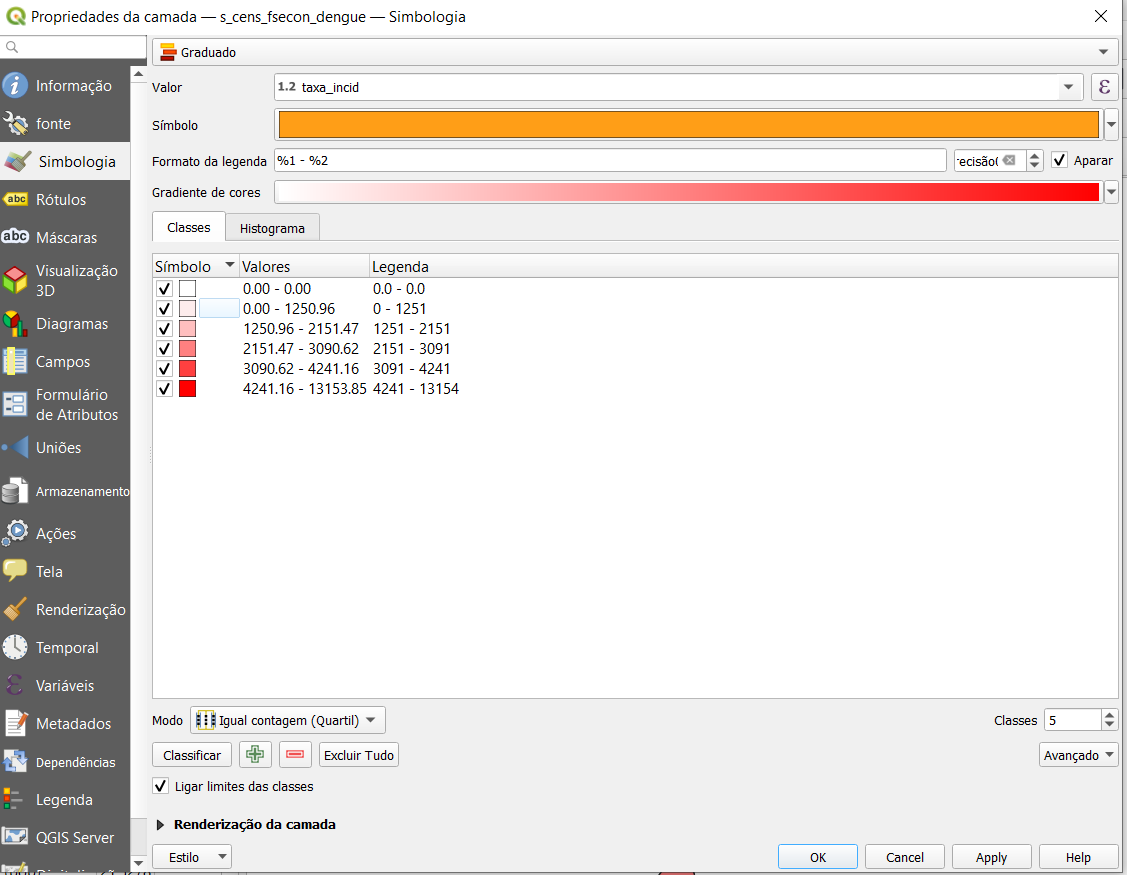 Propriedades da camada — s_cens_fsecon_dengue — Simbologia
Informação
fonte
Simbologia
abc Rótulos
abc Máscaras
Visualização
3D
Diagramas
Campos
Formulário
de Atributos
Uniões
Armazenamento
Ações
Tela
Renderização
Temporal
Variáveis
Metadados
Dependências
Legenda
QGIS Server
Graduado
Valor 1.2 taxa_incid ε
Símbolo
Formato da legenda %1 - %2 Aparar
Gradiente de cores
Classes Histograma
Símbolo Valores Legenda
0.00 - 0.00 0.0 - 0.0
0.00 - 1250.96 0 - 1251
1250.96 - 2151.47 1251 - 2151
2151.47 - 3090.62 2151 - 3091
3090.62 - 4241.16 3091 - 4241
4241.16 - 13153.85 4241 - 13154
Modo Igual contagem (Quartil) Classes 5
Classificar Excluir Tudo Avançado
Ligar limites das classes
Renderização da camada
Estilo OK Cancel Apply Help